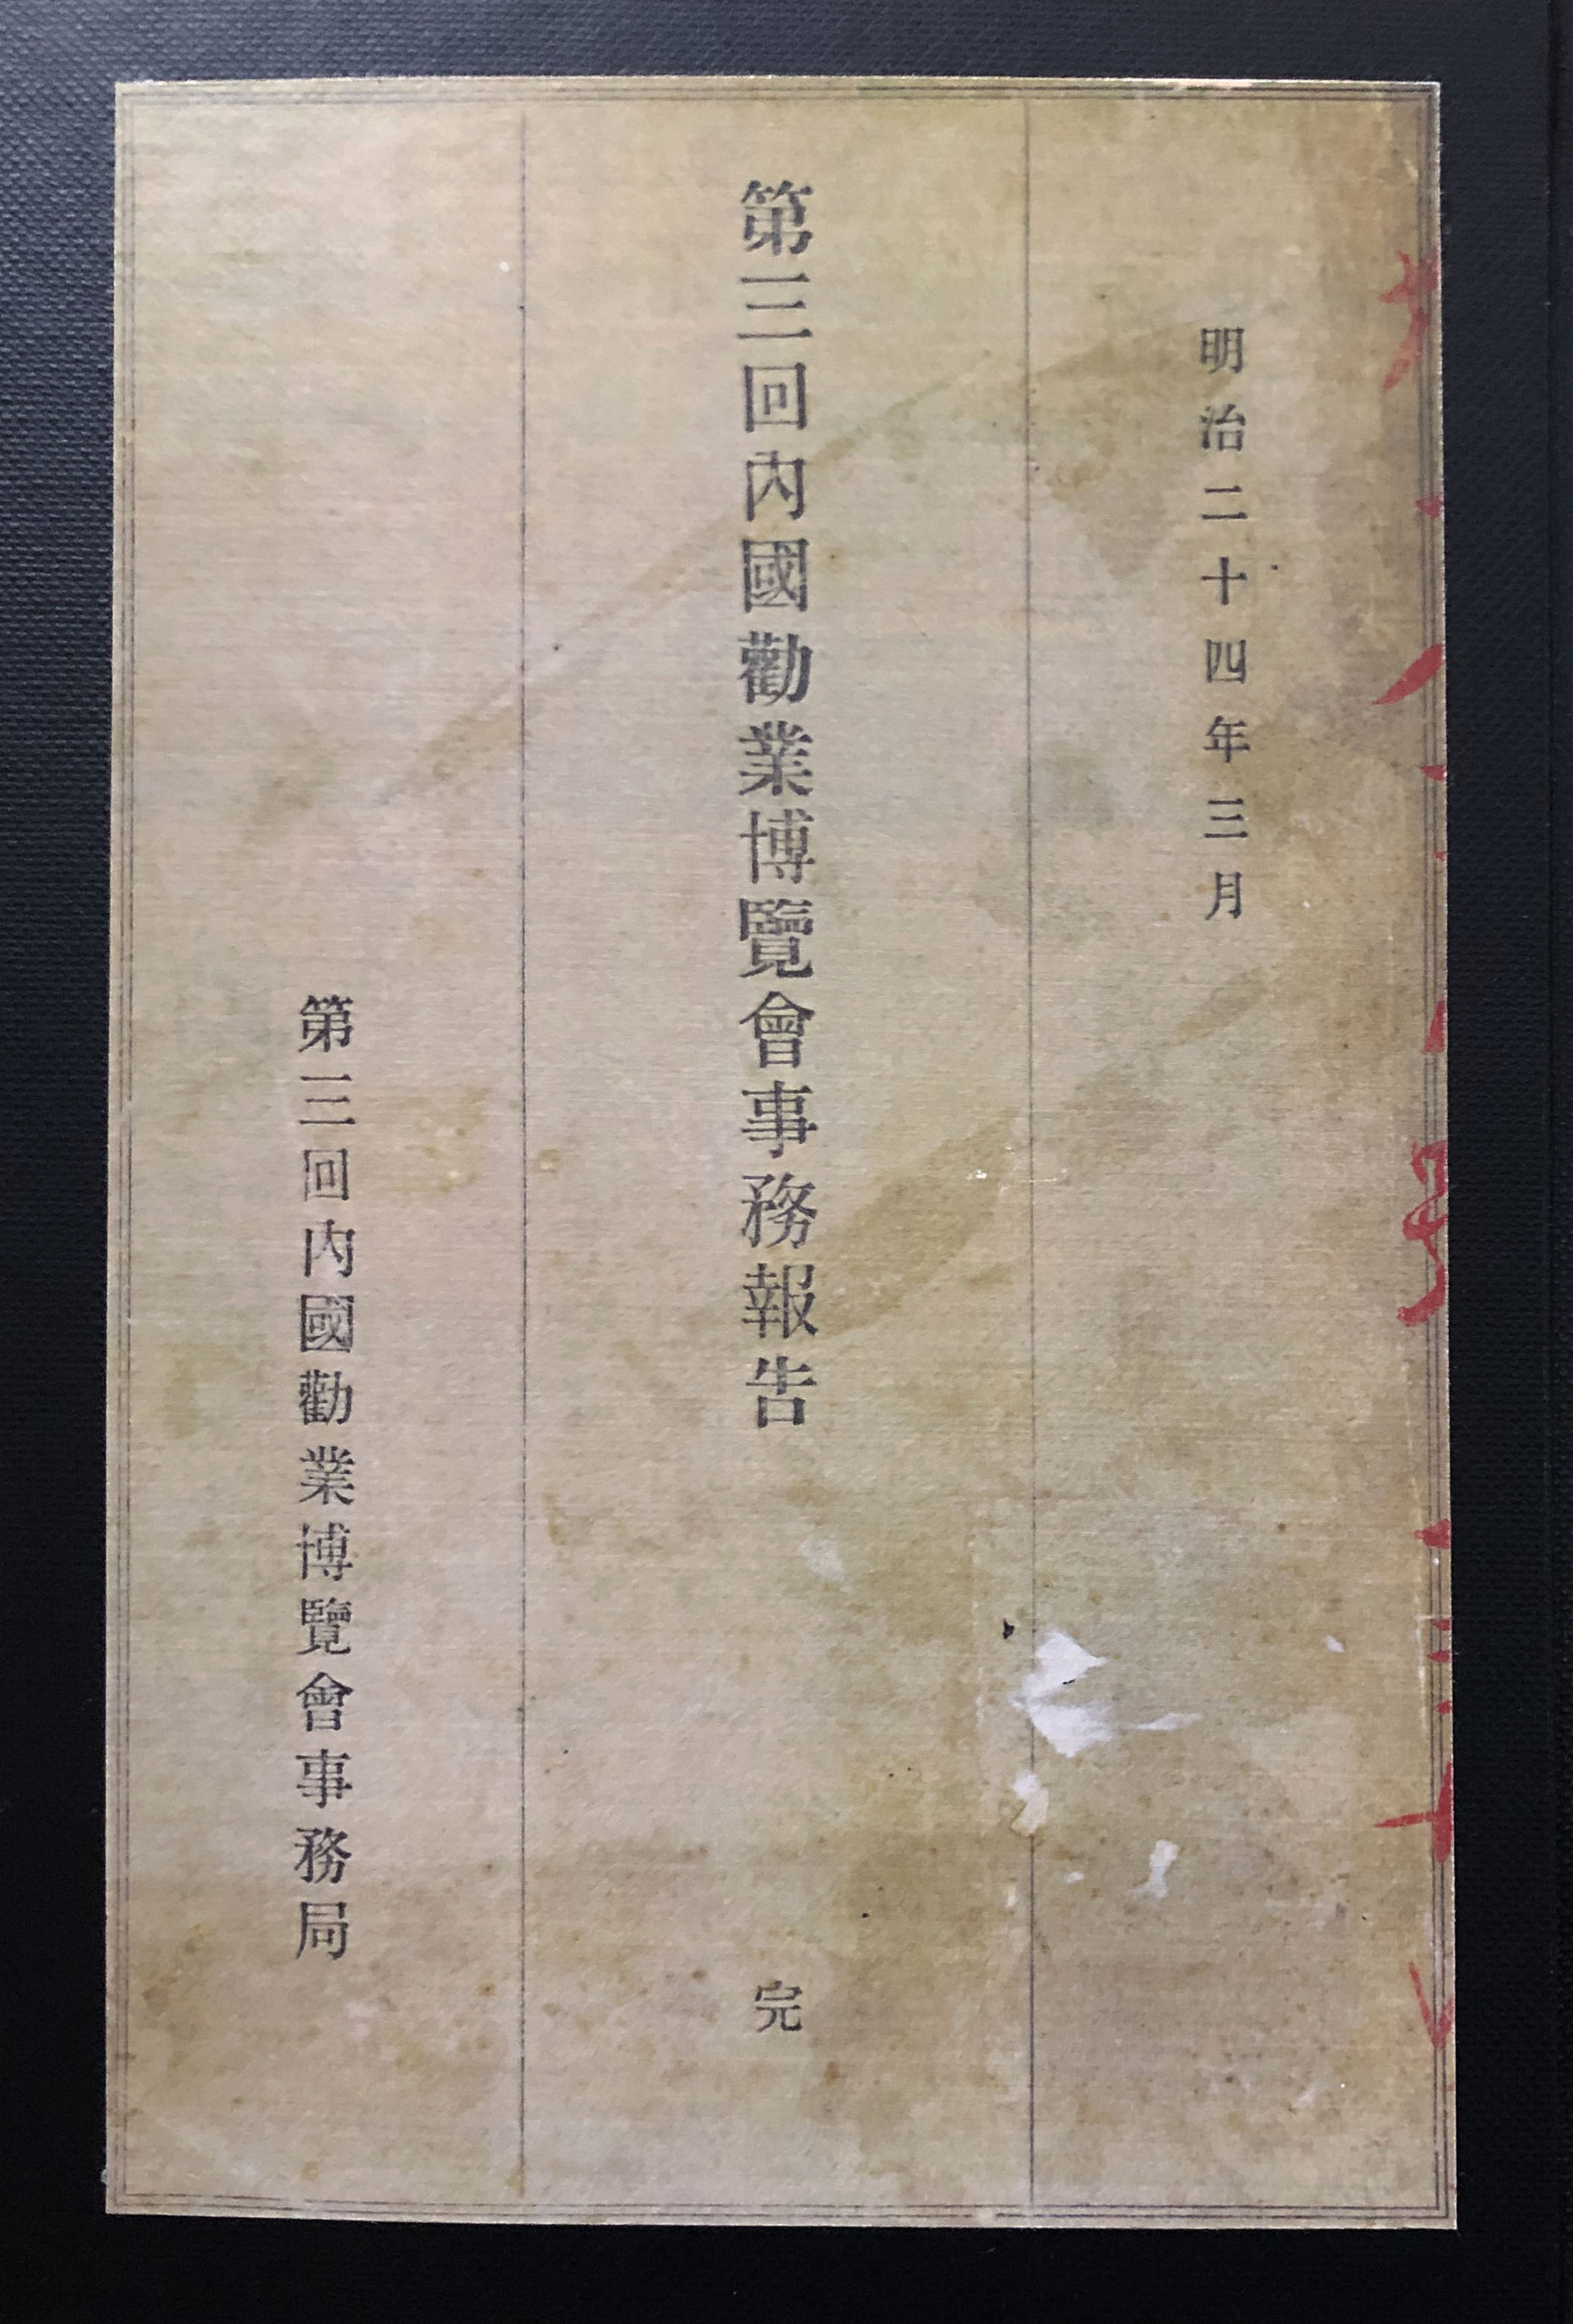 明治二十四年三月
第三回內國勸業博覽會事務報告
完
第三回內國勸業博覽會事務局